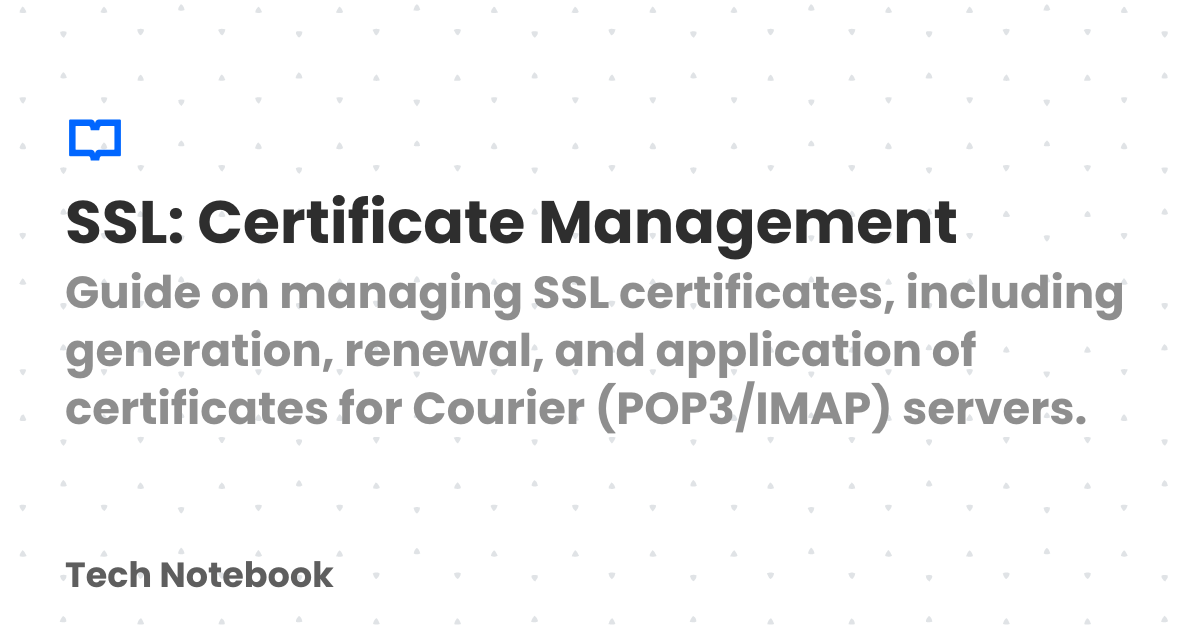 SSL: Certificate Management
Guide on managing SSL certificates, including
generation, renewal, and application of
certificates for Courier (POP3/IMAP) servers.
Tech Notebook